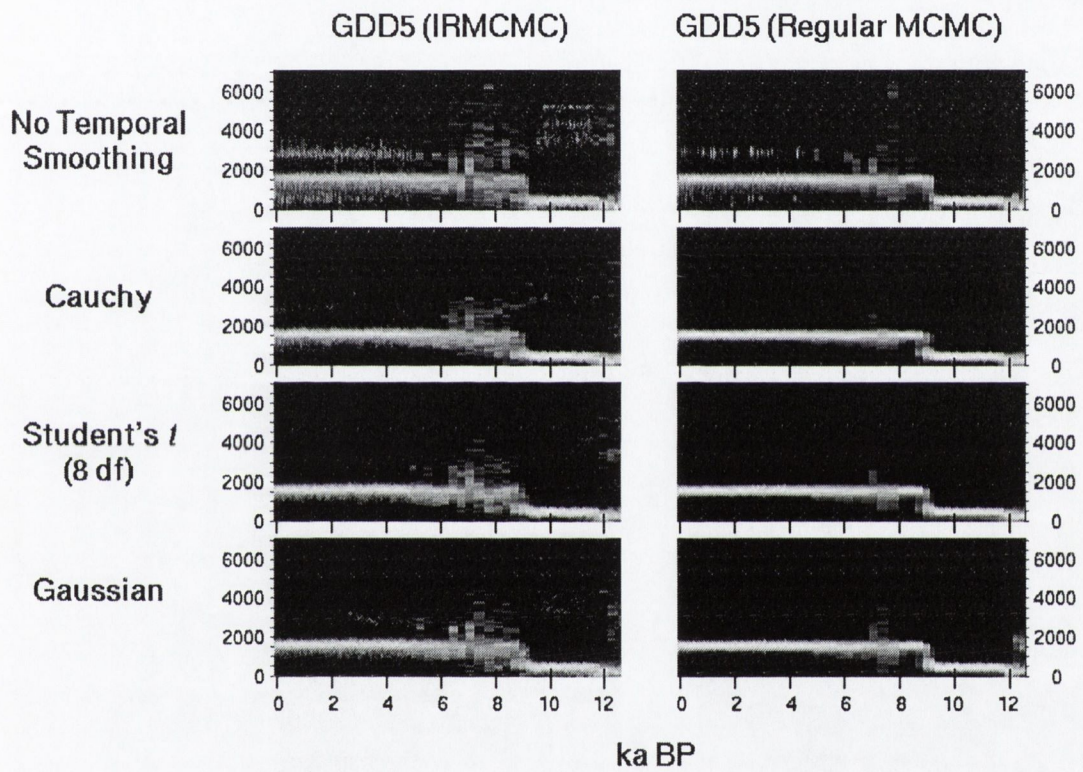 GDD5 (IRMCMC) GDD5 (Regular MCMC)
No Temporal
Smoothing
6000 6000
4000 4000
2000 2000
0 0
Cauchy
6000 6000
4000 4000
2000 2000
0 0
Student's t
(8 df)
6000 6000
4000 4000
2000 2000
0 0
Gaussian
6000 6000
4000 4000
2000 2000
0 0
0 2 4 6 8 10 12 0 2 4 6 8 10 12
ka BP